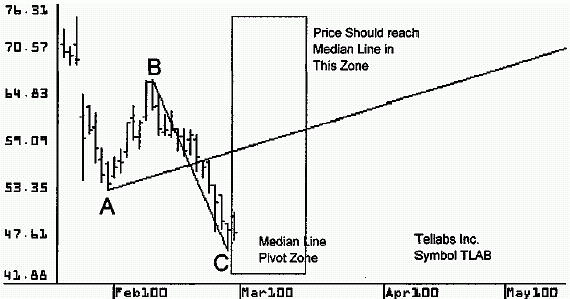 76.31
70.57
64.83
59.09
53.35
47.61
41.88
B
A
C
Price Should reach
Median Line in
This Zone
Median Line
Pivot Zone
Tellabs Inc.
Symbol TLAB
Feb100
Mar100
Apr100
May100